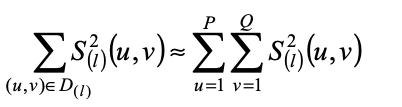 ∑_{(u,v)∈D_{(l)}} S²_{(l)}(u,v) ≈ ∑_{u=1}^{P} ∑_{v=1}^{Q} S²_{(l)}(u,v)